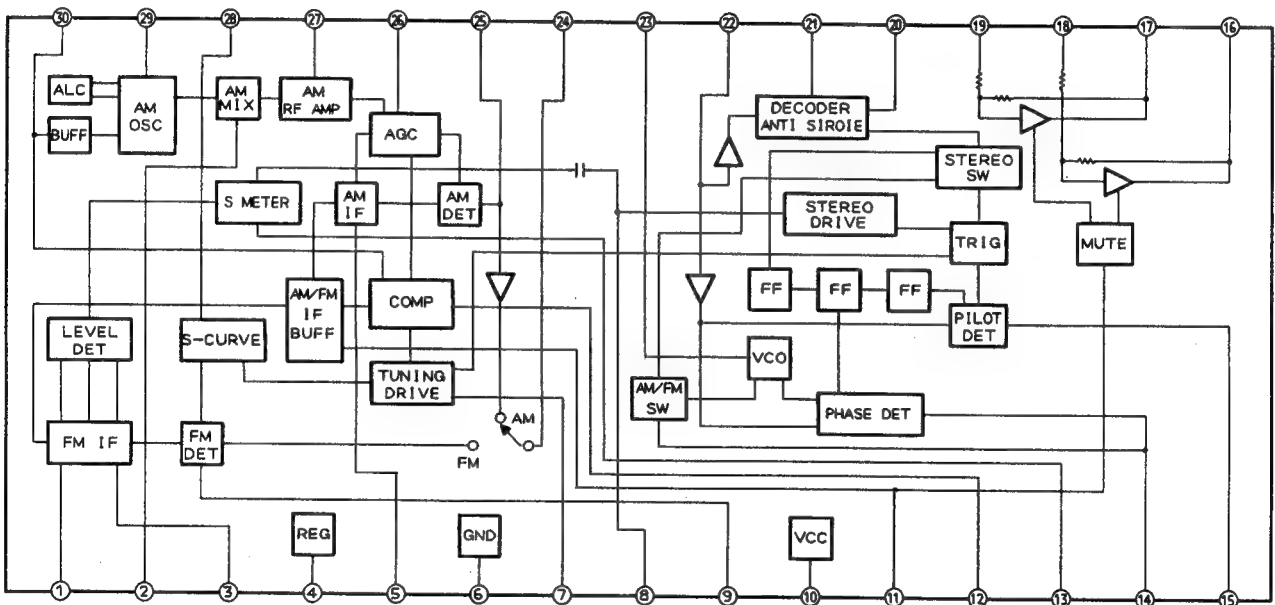 30 29 28 27 26 25 24 23 22 21 20 19 18 17 16
ALC
AM
OSC
BUFF
AM
MIX
AM
RF AMP
AGC
DECODER
ANTI SIROIE
STEREO
SW
S METER
AM
IF
AM
DET
STEREO
DRIVE
TRIG
MUTE
AM/FM
IF
BUFF
COMP
FF
FF
FF
PILOT
DET
LEVEL
DET
S-CURVE
TUNING
DRIVE
VCO
AM/FM
SW
PHASE DET
FM IF
FM
DET
AM
FM
REG
GND
VCC
1 2 3 4 5 6 7 8 9 10 11 12 13 14 15